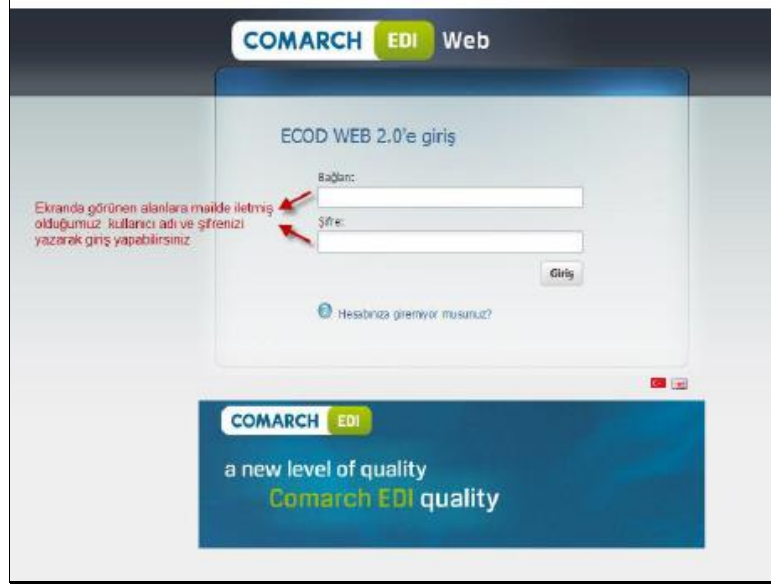 COMARCH EDI Web
ECOD WEB 2.0'e giriş
Bağlan:
Ekranda görünen alanlara mailde iletmiş
olduğumuz kullanıcı adı ve şifrenizi
yazarak giriş yapabilirsiniz
Şifre:
Giriş
Hesabınıza giremiyor musunuz?
COMARCH EDI
a new level of quality
Comarch EDI quality